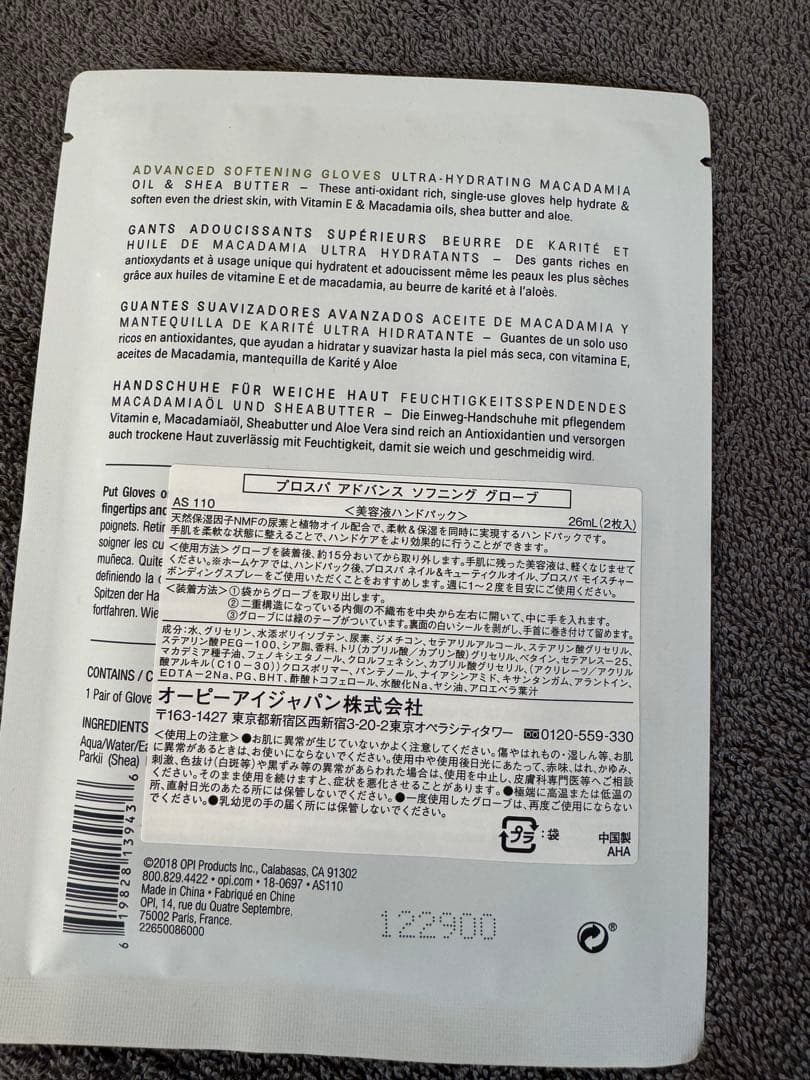 ADVANCED SOFTENING GLOVES ULTRA-HYDRATING MACADAMIA
OIL & SHEA BUTTER – These anti-oxidant rich, single-use gloves help hydrate &
soften even the driest skin, with Vitamin E & Macadamia oils, shea butter and aloe.
GANTS ADOUCISSANTS SUPÉRIEURS BEURRE DE KARITÉ ET
HUILE DE MACADAMIA ULTRA HYDRATANTS – Des gants riches en
antioxydants et à usage unique qui hydratent et adoucissent même les peaux les plus sèches
grâce aux huiles de vitamine E et de macadamia, au beurre de karité et à l'aloès.
GUANTES SUAVIZADORES AVANZADOS ACEITE DE MACADAMIA Y
MANTEQUILLA DE KARITÉ ULTRA HIDRATANTE – Guantes de un solo uso
ricos en antioxidantes, que ayudan a hidratar y suavizar hasta la piel más seca, con vitamina E,
aceites de Macadamia, mantequilla de Karité y Aloe
HANDSCHUHE FÜR WEICHE HAUT FEUCHTIGKEITSSPENDENDES
MACADAMIAÖL UND SHEABUTTER – Die Einweg-Handschuhe mit pflegendem
Vitamin e, Macadamiaöl, Sheabutter und Aloe Vera sind reich an Antioxidantien und versorgen
auch trockene Haut zuverlässig mit Feuchtigkeit, damit sie weich und geschmeidig wird.
Put Gloves o
fingertips and
poignets. Retir
soigner les cu
muñeca. Quite
definiendo la
Spitzen der Ha
fortfahren. Wie
CONTAINS / C
1 Pair of Glove
INGREDIENTS
Aqua/Water/Ea
Parkii (Shea)
プロスパ アドバンス ソフニング グローブ
AS 110
<美容液ハンドパック>
26mL(2枚入)
天然保湿因子NMFの尿素と植物オイル配合で、柔軟&保湿を同時に実現するハンドパックです。
手肌を柔軟な状態に整えることで、ハンドケアをより効果的に行うことができます。
<使用方法>グローブを装着後、約15分おいてから取り外します。手肌に残った美容液は、軽くなじませて
ください。※ホームケアでは、ハンドパック後、プロスパ ネイル&キューティクルオイル、プロスパ モイスチャー
ボンディングスプレーをご使用いただくことをおすすめします。週に1~2度を目安にご使用ください。
<装着方法>①袋からグローブを取り出します。
②二重構造になっている内側の不織布を中央から左右に開いて、中に手を入れます。
③グローブには緑のテープがついています。裏面の白いシールを剥がし、手首に巻き付けて留めます。
成分:水、グリセリン、水添ポリイソブテン、尿素、ジメチコン、セテアリルアルコール、ステアリン酸グリセリル、
ステアリン酸PEG-100、シア脂、香料、トリ(カプリル酸/カプリン酸)グリセリル、ベタイン、セテアレス-25、
マカデミア種子油、フェノキシエタノール、クロルフェネシン、カプリル酸グリセリル、(アクリレーツ/アクリル
酸アルキル(C10-30))クロスポリマー、パンテノール、ナイアシンアミド、キサンタンガム、アラントイン、
EDTA-2Na、PG、BHT、酢酸トコフェロール、水酸化Na、ヤシ油、アロエベラ葉汁
オーピーアイジャパン株式会社
〒163-1427 東京都新宿区西新宿3-20-2東京オペラシティタワー 0120-559-330
<使用上の注意>●お肌に異常が生じていないかよく注意してください。傷やはれもの・湿しん等、お肌
に異常があるときは、お使いにならないでください。使用中や使用後日光にあたって、赤味、はれ、かゆみ、
刺激、色抜け(白斑等)や黒ずみ等の異常があらわれた場合は、使用を中止し、皮膚科専門医等へご相談
ください。そのまま使用を続けますと、症状を悪化させることがあります。●極端に高温または低温の
所、直射日光のあたる所には保管しないでください。●一度使用したグローブは、再度ご使用にならない
でください。●乳幼児の手の届く所には保管しないでください。
プラ:袋
中国製
AHA
6 19828 13943 6
©2018 OPI Products Inc., Calabasas, CA 91302
800.829.4422 • opi.com • 18-0697 • AS110
Made in China • Fabriqué en Chine
OPI, 14, rue du Quatre Septembre,
75002 Paris, France.
22650086000
122900
®